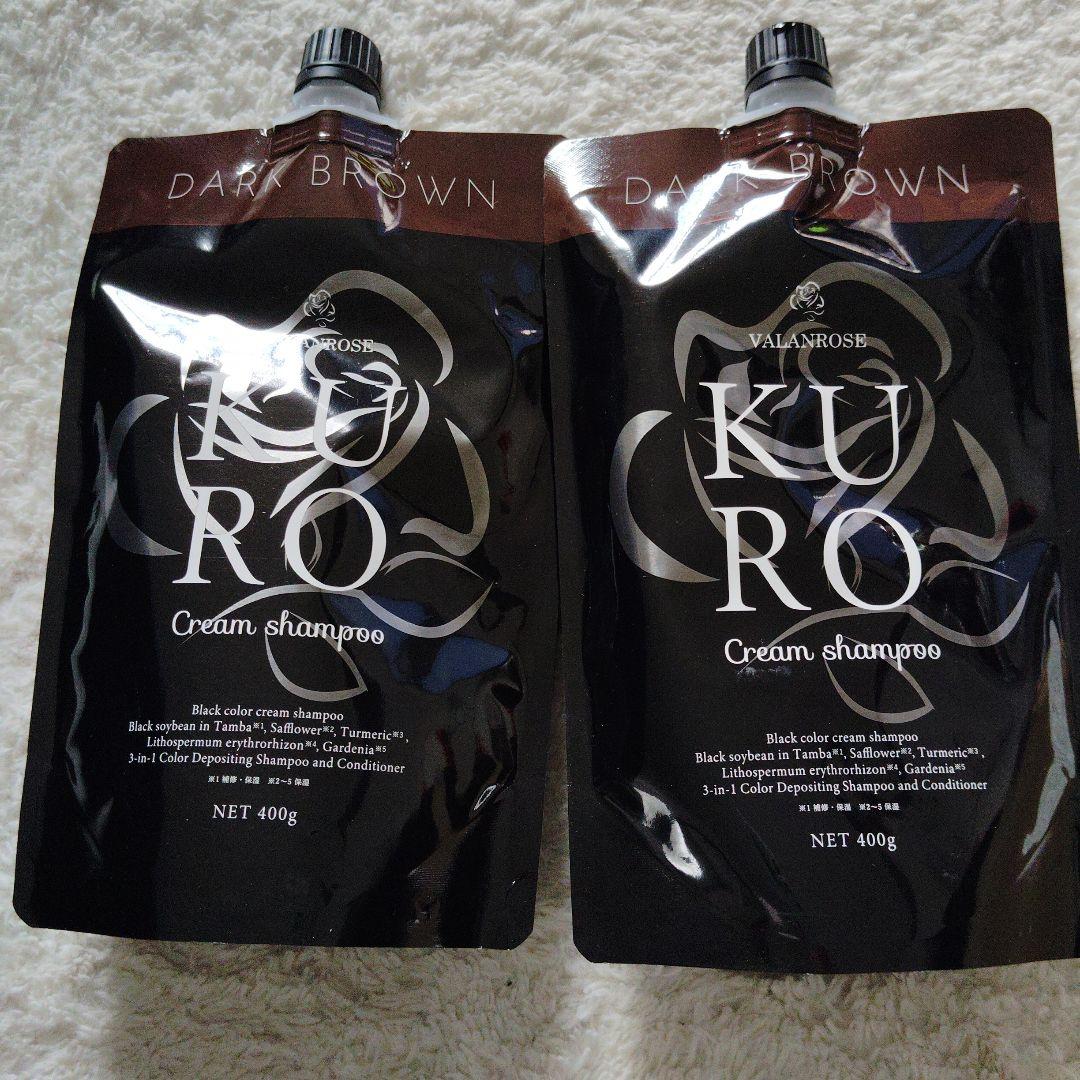 DARK BROWN
VALANROSE
KU
RO
Cream shampoo
Black color cream shampoo
Black soybean in Tamba※1, Safflower※2, Turmeric※3,
Lithospermum erythrorhizon※4, Gardenia※5
3-in-1 Color Depositing Shampoo and Conditioner
※1 補修・保湿 ※2～5 保湿
NET 400g
DARK BROWN
VALANROSE
KU
RO
Cream shampoo
Black color cream shampoo
Black soybean in Tamba※1, Safflower※2, Turmeric※3,
Lithospermum erythrorhizon※4, Gardenia※5
3-in-1 Color Depositing Shampoo and Conditioner
※1 補修・保湿 ※2～5 保湿
NET 400g